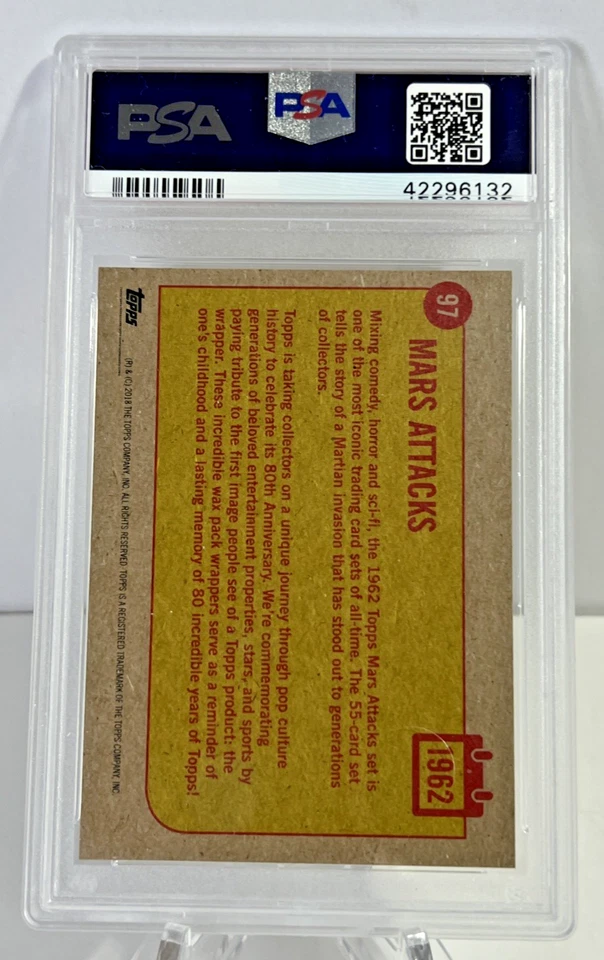 PSA
PSA
42296132
97
MARS ATTACKS
1962
Mixing comedy, horror and sci-fi, the 1962 Topps Mars Attacks set is
one of the most iconic trading card sets of all-time. The 55-card set
tells the story of a Martian invasion that has stood out to generations
of collectors.
Topps is taking collectors on a unique journey through pop culture
history to celebrate its 80th Anniversary. We're commemorating
generations of beloved entertainment properties, stars, and sports by
paying tribute to the first image people see of a Topps product: the
wrapper. These incredible wax pack wrappers serve as a reminder of
one's childhood and a lasting memory of 80 incredible years of Topps!
topps
(R) & (C) 2018 THE TOPPS COMPANY, INC. ALL RIGHTS RESERVED. TOPPS IS A REGISTERED TRADEMARK OF THE TOPPS COMPANY, INC.